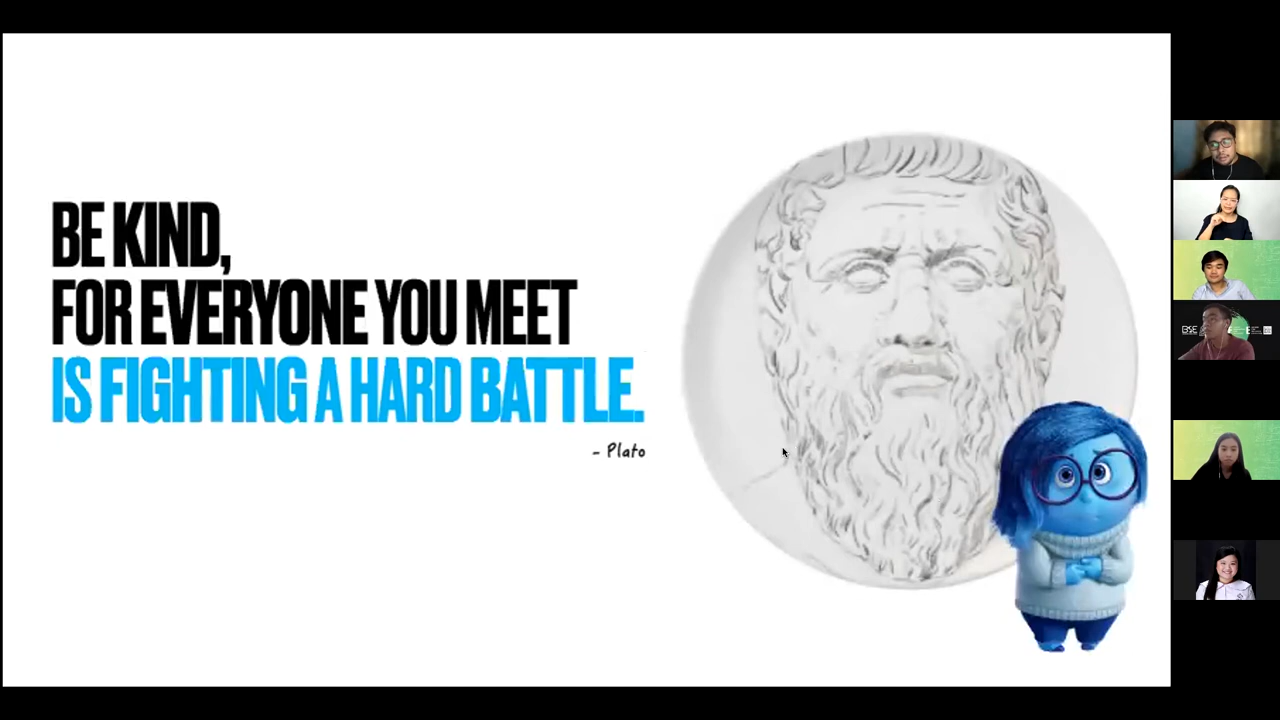 BE KIND,
FOR EVERYONE YOU MEET
IS FIGHTING A HARD BATTLE.
- Plato